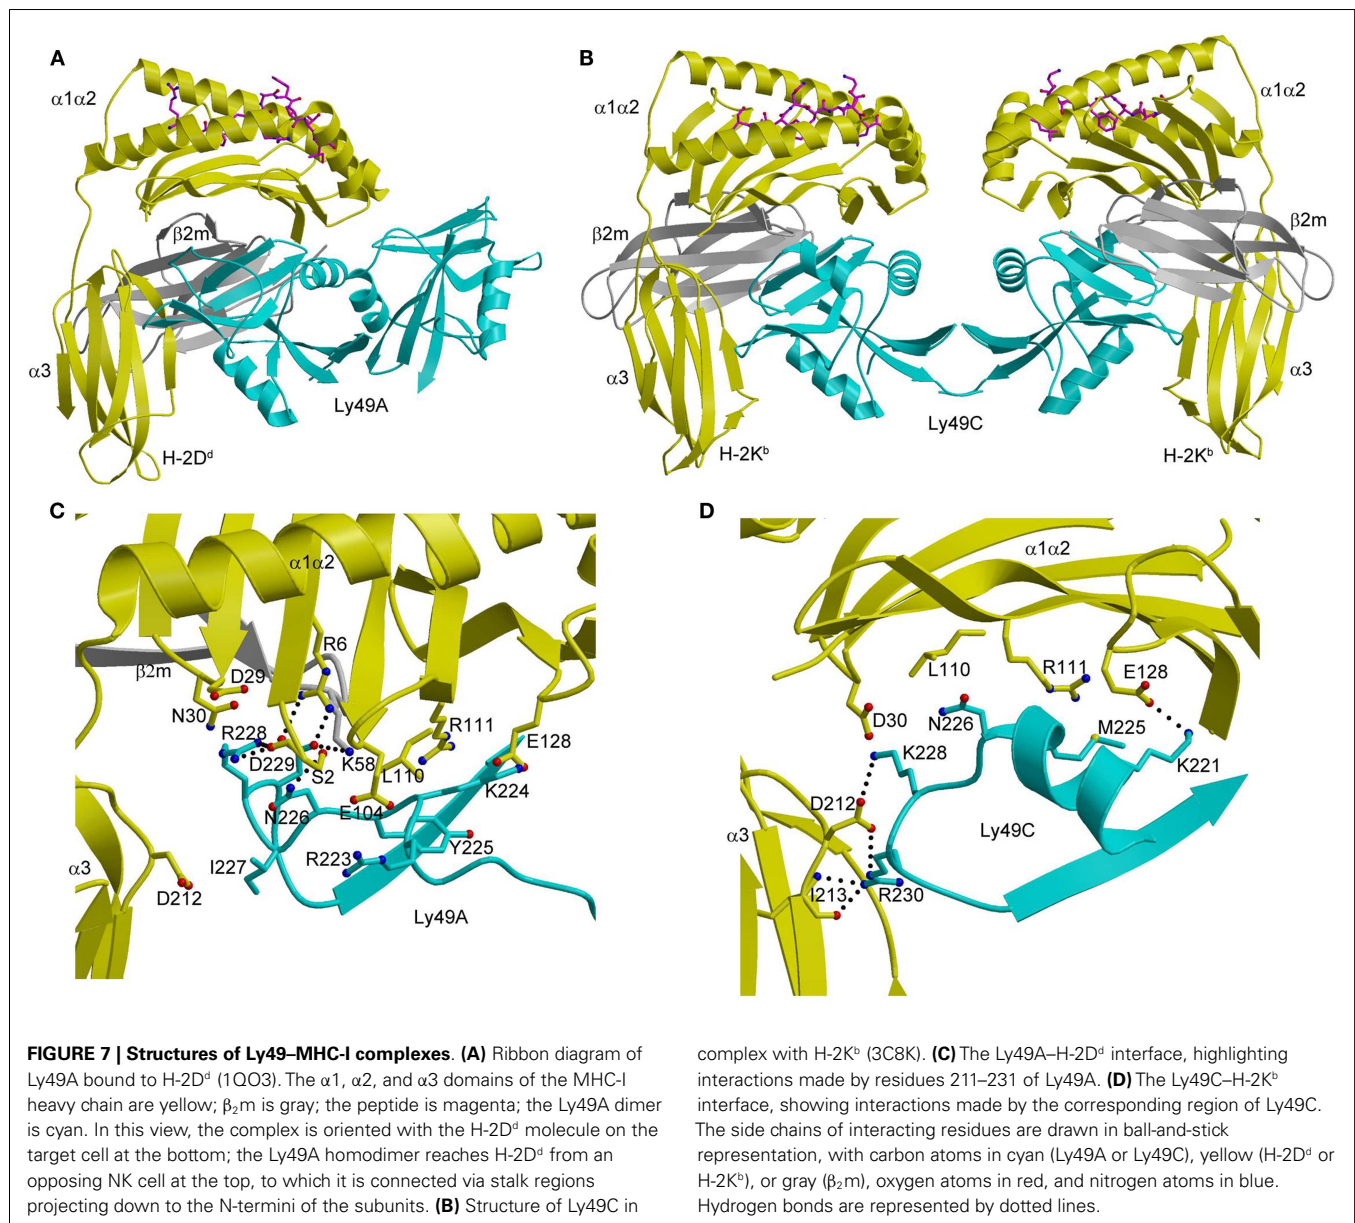 A
α1α2
β2m
α3
Ly49A
H-2Dᵈ
B
α1α2
α1α2
β2m
β2m
α3
α3
Ly49C
H-2Kᵇ
H-2Kᵇ
C
α1α2
R6
β2m
D29
N30
R228
R111
E128
D229
S2
K58
L110
K224
N226
E104
Y225
I227
R223
α3
D212
Ly49A
D
α1α2
L110
R111
E128
D30
N226
M225
K228
K221
D212
α3
Ly49C
I213
R230
FIGURE 7 | Structures of Ly49–MHC-I complexes. (A) Ribbon diagram of
Ly49A bound to H-2Dᵈ (1QO3). The α1, α2, and α3 domains of the MHC-I
heavy chain are yellow; β₂m is gray; the peptide is magenta; the Ly49A dimer
is cyan. In this view, the complex is oriented with the H-2Dᵈ molecule on the
target cell at the bottom; the Ly49A homodimer reaches H-2Dᵈ from an
opposing NK cell at the top, to which it is connected via stalk regions
projecting down to the N-termini of the subunits. (B) Structure of Ly49C in
complex with H-2Kᵇ (3C8K). (C) The Ly49A–H-2Dᵈ interface, highlighting
interactions made by residues 211–231 of Ly49A. (D) The Ly49C–H-2Kᵇ
interface, showing interactions made by the corresponding region of Ly49C.
The side chains of interacting residues are drawn in ball-and-stick
representation, with carbon atoms in cyan (Ly49A or Ly49C), yellow (H-2Dᵈ or
H-2Kᵇ), or gray (β₂m), oxygen atoms in red, and nitrogen atoms in blue.
Hydrogen bonds are represented by dotted lines.